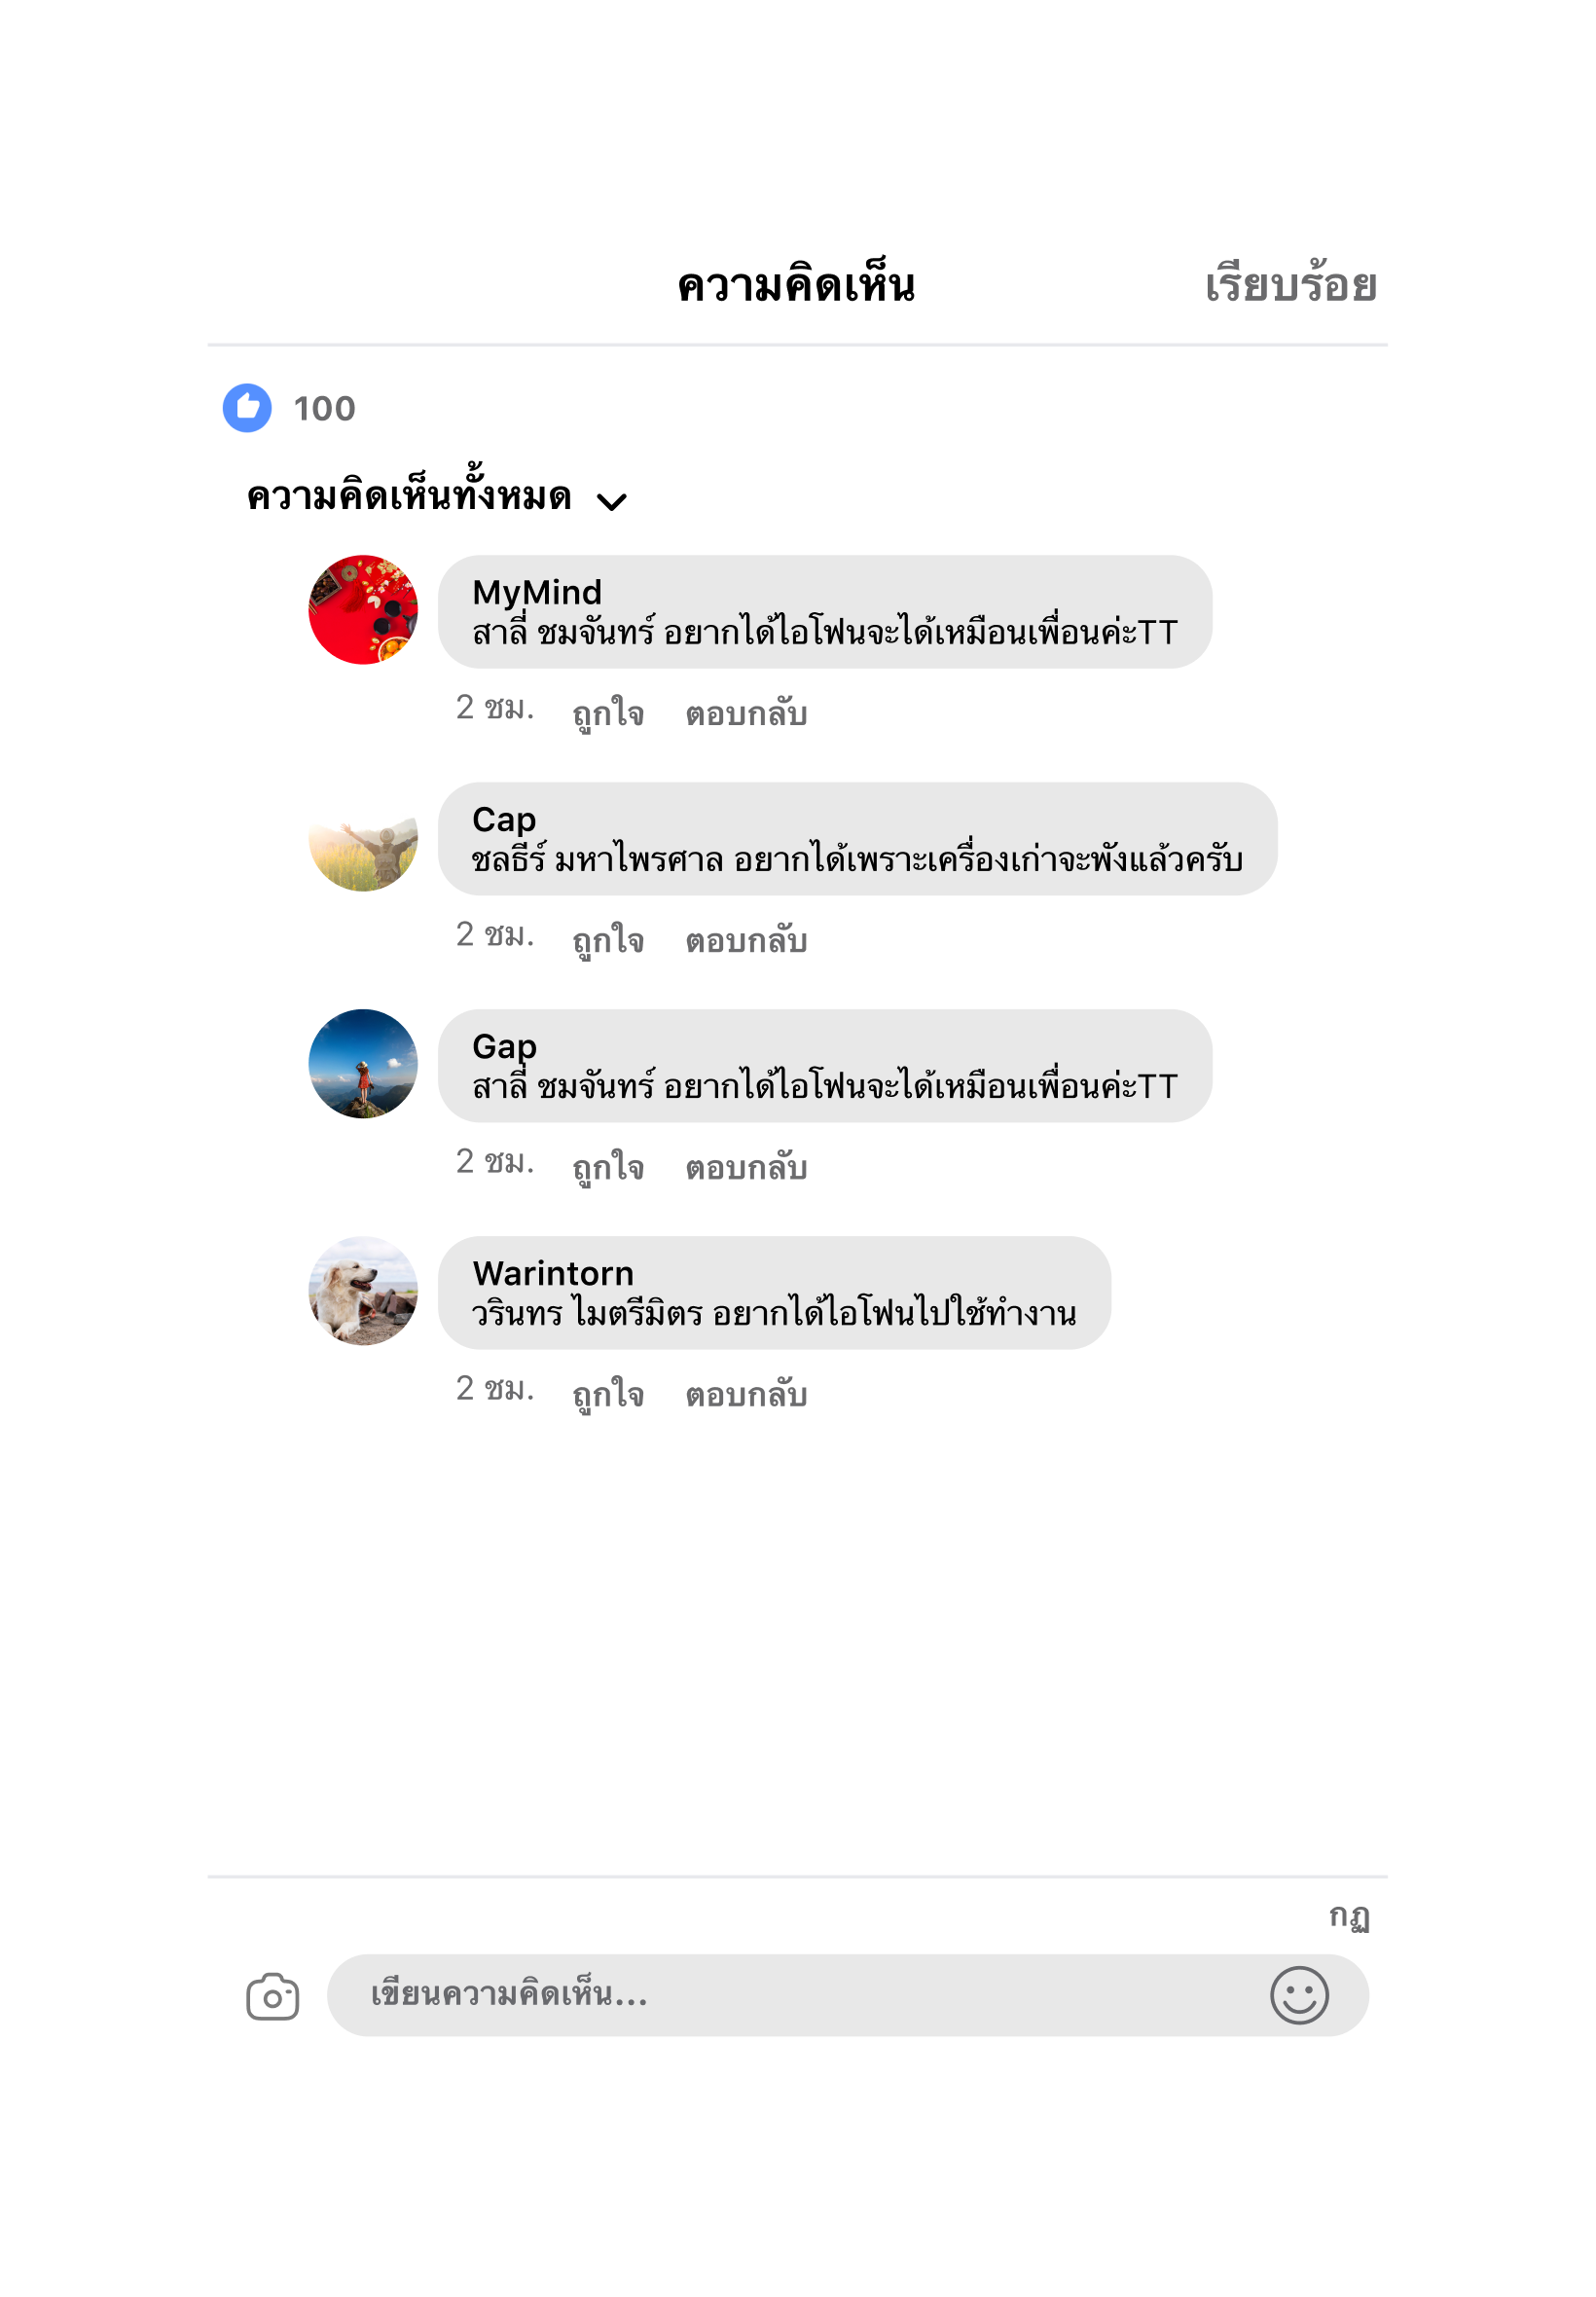 ความคิดเห็น เรียบร้อย
100
ความคิดเห็นทั้งหมด
MyMind
สาลี่ ชมจันทร์ อยากได้ไอโฟนจะได้เหมือนเพื่อนค่ะTT
2 ชม. ถูกใจ ตอบกลับ
Cap
ชลธีร์ มหาไพรศาล อยากได้เพราะเครื่องเก่าจะพังแล้วครับ
2 ชม. ถูกใจ ตอบกลับ
Gap
สาลี่ ชมจันทร์ อยากได้ไอโฟนจะได้เหมือนเพื่อนค่ะTT
2 ชม. ถูกใจ ตอบกลับ
Warintorn
วรินทร ไมตรีมิตร อยากได้ไอโฟนไปใช้ทำงาน
2 ชม. ถูกใจ ตอบกลับ
กฏ
เขียนความคิดเห็น...